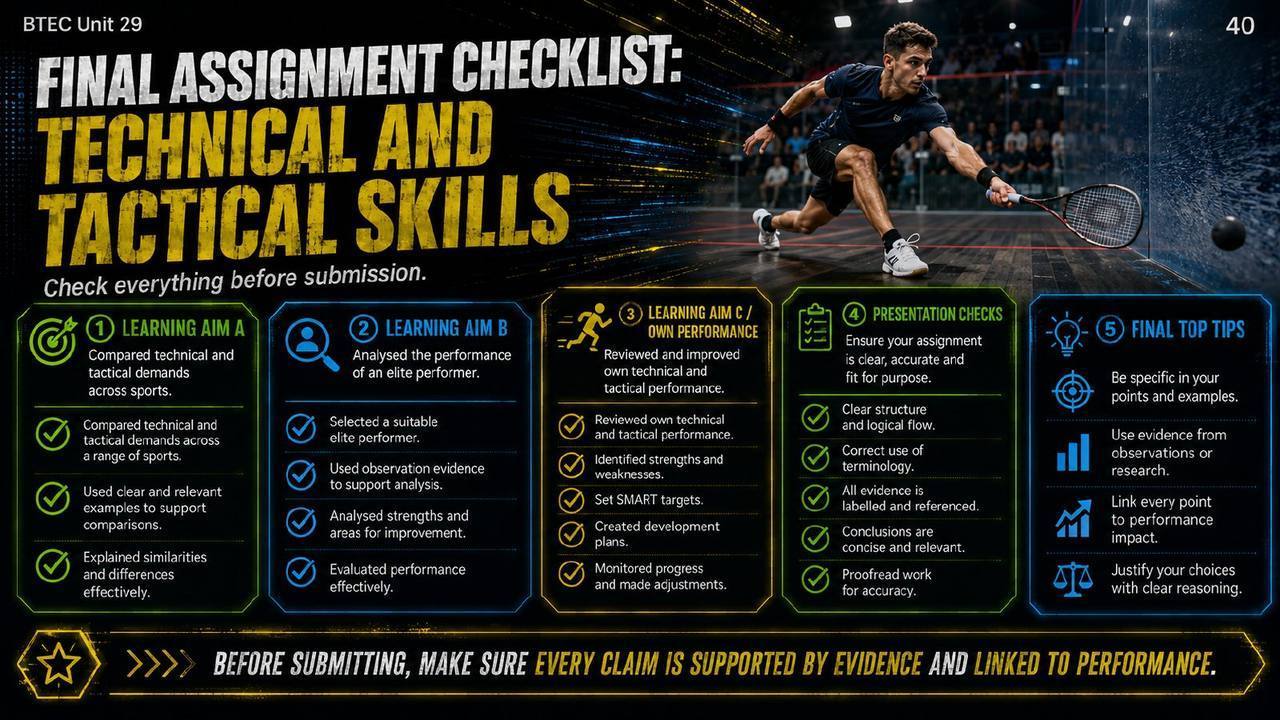 BTEC Unit 29
40
FINAL ASSIGNMENT CHECKLIST:
TECHNICAL AND
TACTICAL SKILLS
Check everything before submission.
1 LEARNING AIM A
Compared technical and
tactical demands
across sports.
Compared technical and
tactical demands across
a range of sports.
Used clear and relevant
examples to support
comparisons.
Explained similarities
and differences
effectively.
2 LEARNING AIM B
Analysed the performance
of an elite performer.
Selected a suitable
elite performer.
Used observation evidence
to support analysis.
Analysed strengths and
areas for improvement.
Evaluated performance
effectively.
3 LEARNING AIM C /
OWN PERFORMANCE
Reviewed and improved
own technical and
tactical performance.
Reviewed own technical
and tactical performance.
Identified strengths and
weaknesses.
Set SMART targets.
Created development
plans.
Monitored progress
and made adjustments.
4 PRESENTATION CHECKS
Ensure your assignment
is clear, accurate and
fit for purpose.
Clear structure
and logical flow.
Correct use of
terminology.
All evidence is
labelled and referenced.
Conclusions are
concise and relevant.
Proofread work
for accuracy.
5 FINAL TOP TIPS
Be specific in your
points and examples.
Use evidence from
observations or
research.
Link every point
to performance
impact.
Justify your choices
with clear reasoning.
BEFORE SUBMITTING, MAKE SURE EVERY CLAIM IS SUPPORTED BY EVIDENCE AND LINKED TO PERFORMANCE.